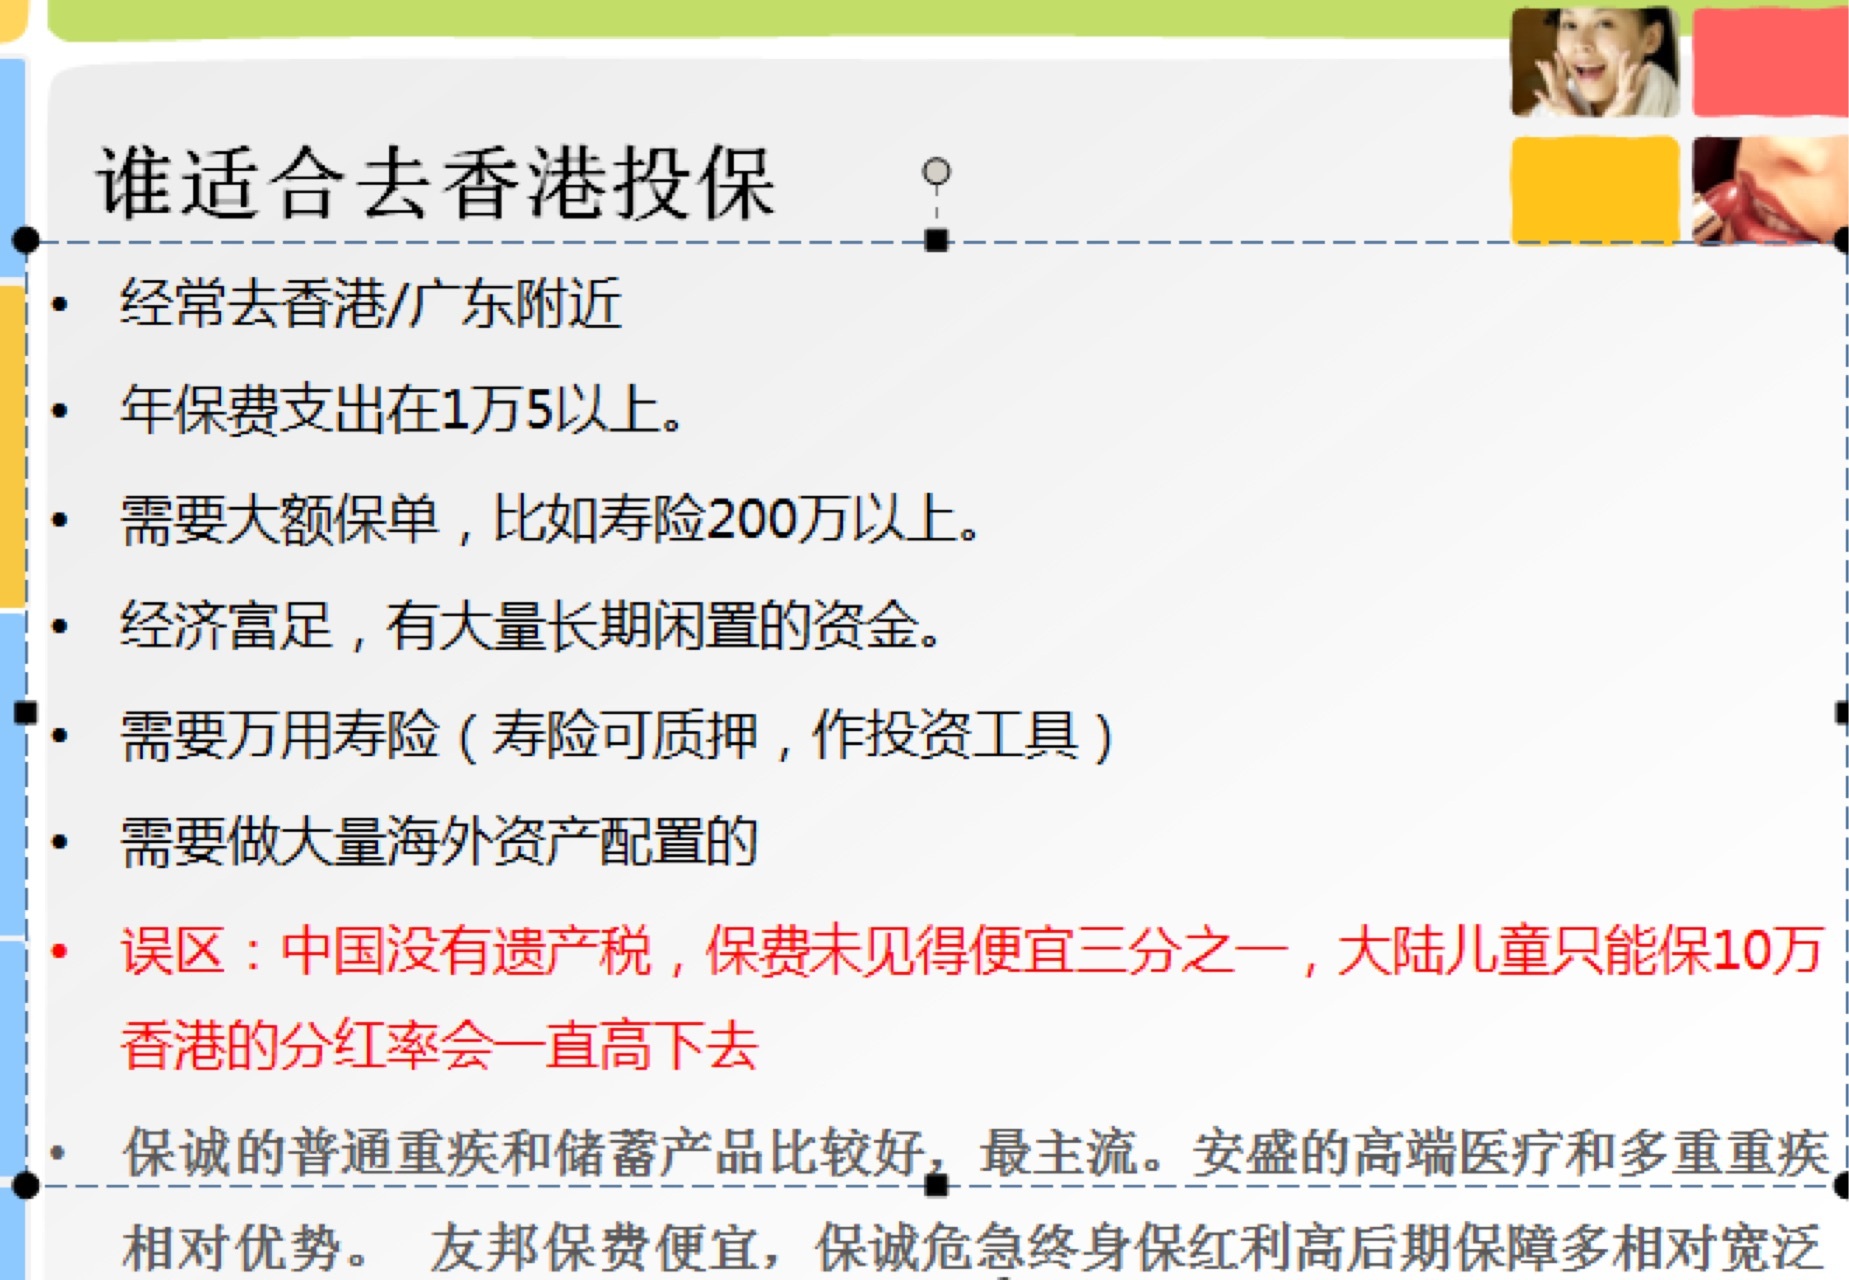 谁适合去香港投保
• 经常去香港/广东附近
• 年保费支出在1万5以上。
• 需要大额保单，比如寿险200万以上。
• 经济富足，有大量长期闲置的资金。
• 需要万用寿险（寿险可质押，作投资工具）
• 需要做大量海外资产配置的
• 误区：中国没有遗产税，保费未见得便宜三分之一，大陆儿童只能保10万
香港的分红率会一直高下去
• 保诚的普通重疾和储蓄产品比较好，最主流。安盛的高端医疗和多重重疾
相对优势。 友邦保费便宜，保诚危急终身保红利高后期保障多相对宽泛